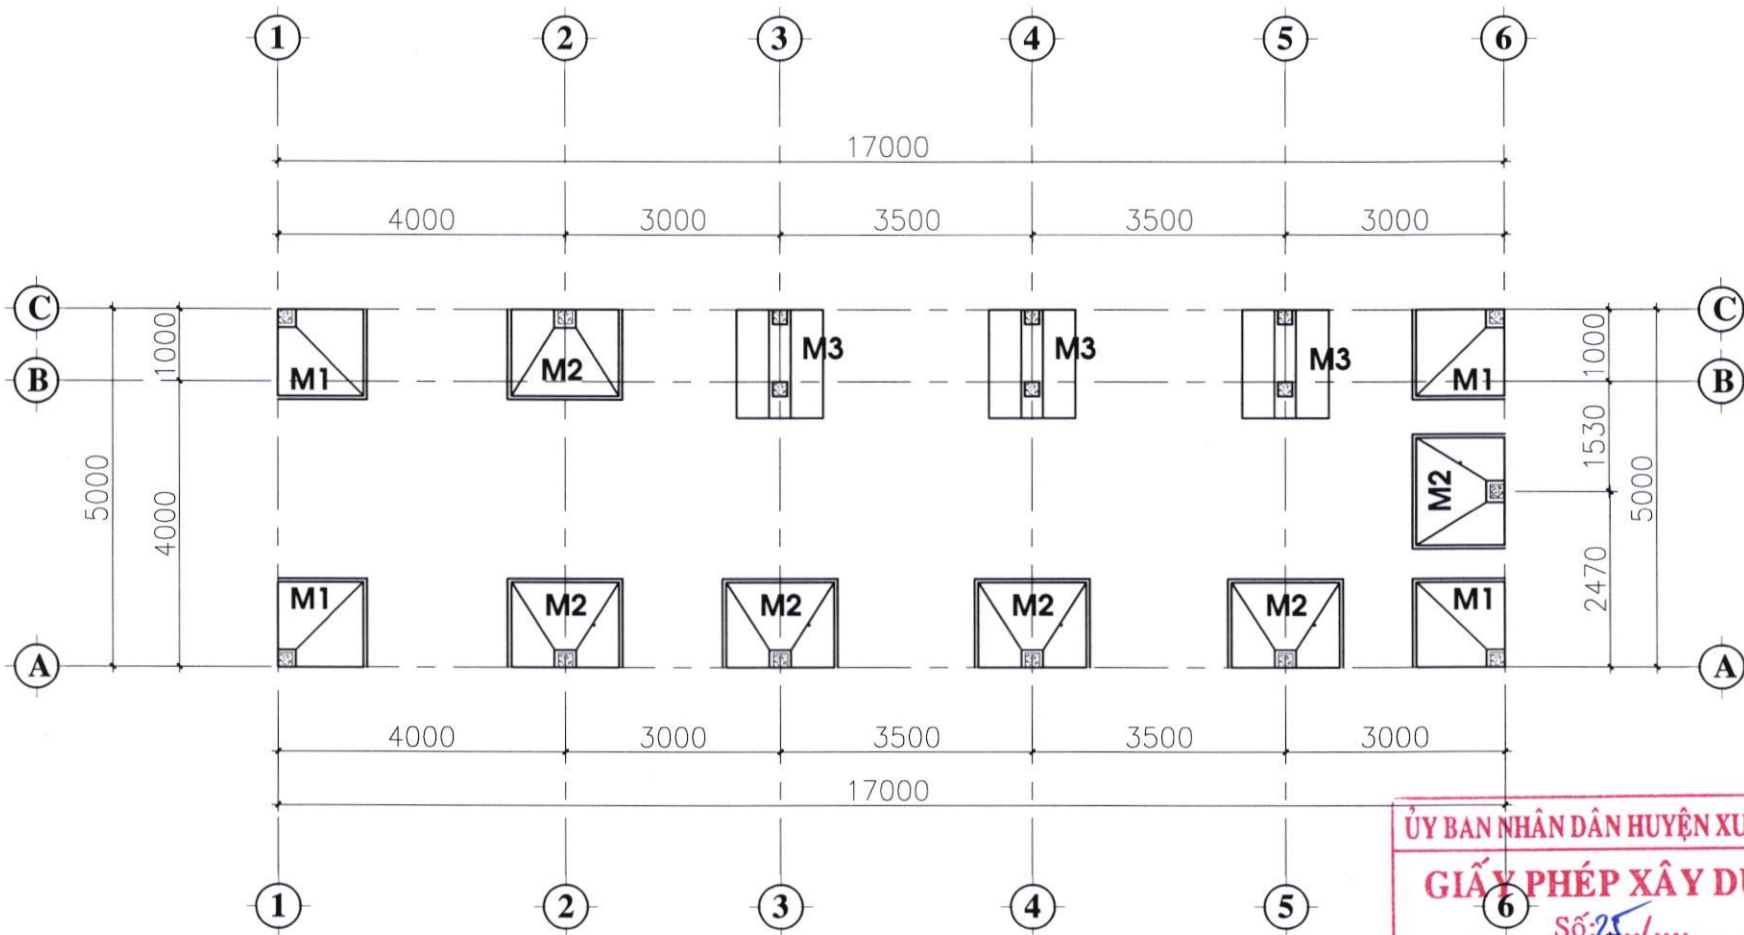 1 2 3 4 5 6
17000
4000 3000 3500 3500 3000
C C
1000 M1 M2 M3 M3 M3 M1 1000
B B
5000 4000 M2 1530 5000
2470
M1 M2 M2 M2 M2 M1
A A
4000 3000 3500 3500 3000
17000
1 2 3 4 5 6
ỦY BAN NHÂN DÂN HUYỆN
GIẤY PHÉP XÂY
Số:25../....